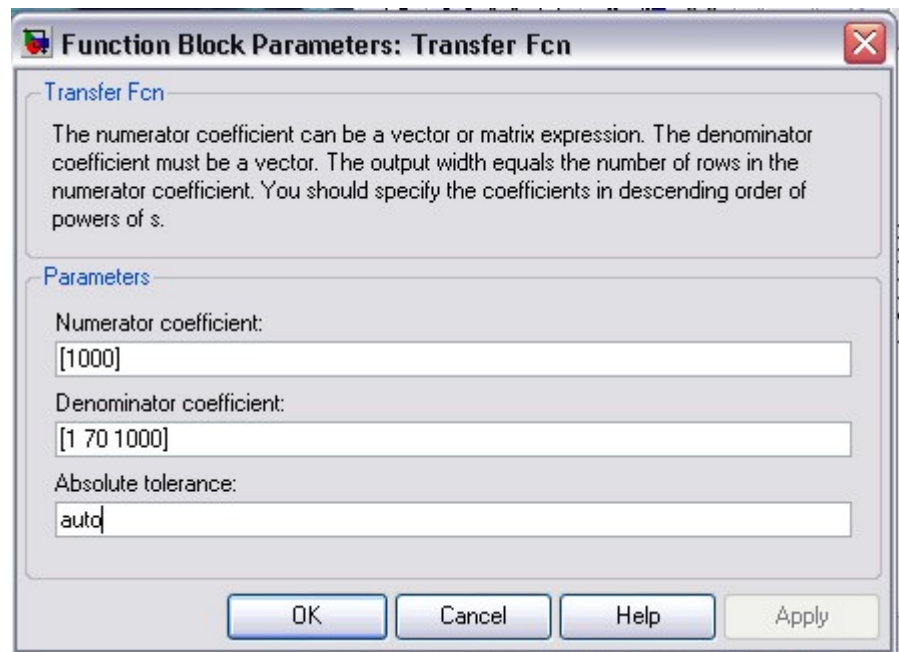 Function Block Parameters: Transfer Fcn
Transfer Fcn
The numerator coefficient can be a vector or matrix expression. The denominator
coefficient must be a vector. The output width equals the number of rows in the
numerator coefficient. You should specify the coefficients in descending order of
powers of s.
Parameters
Numerator coefficient:
[1000]
Denominator coefficient:
[1 70 1000]
Absolute tolerance:
auto
OK
Cancel
Help
Apply